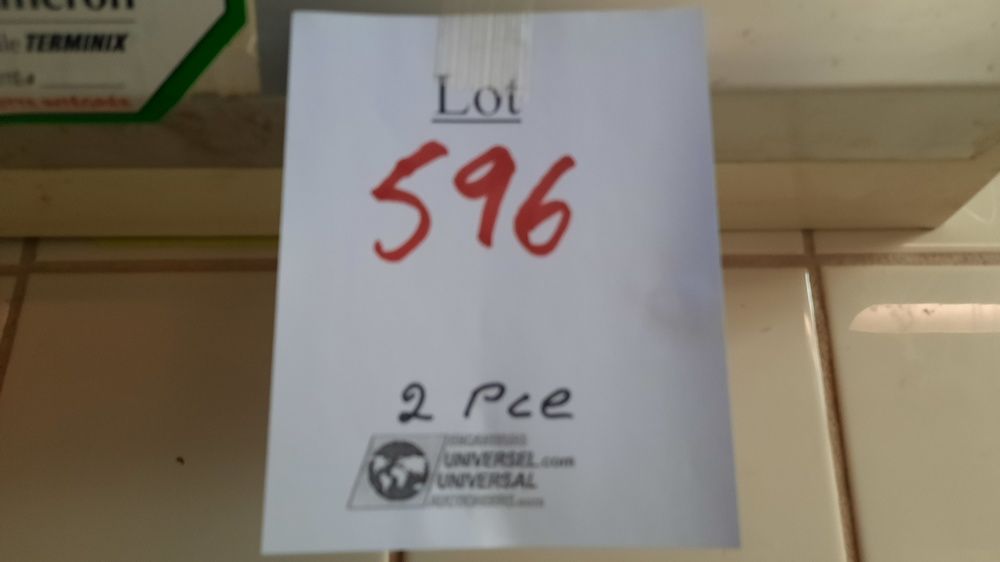 TERMINIX
Lot
596
2 Pce
UNIVERSEL.com
UNIVERSAL